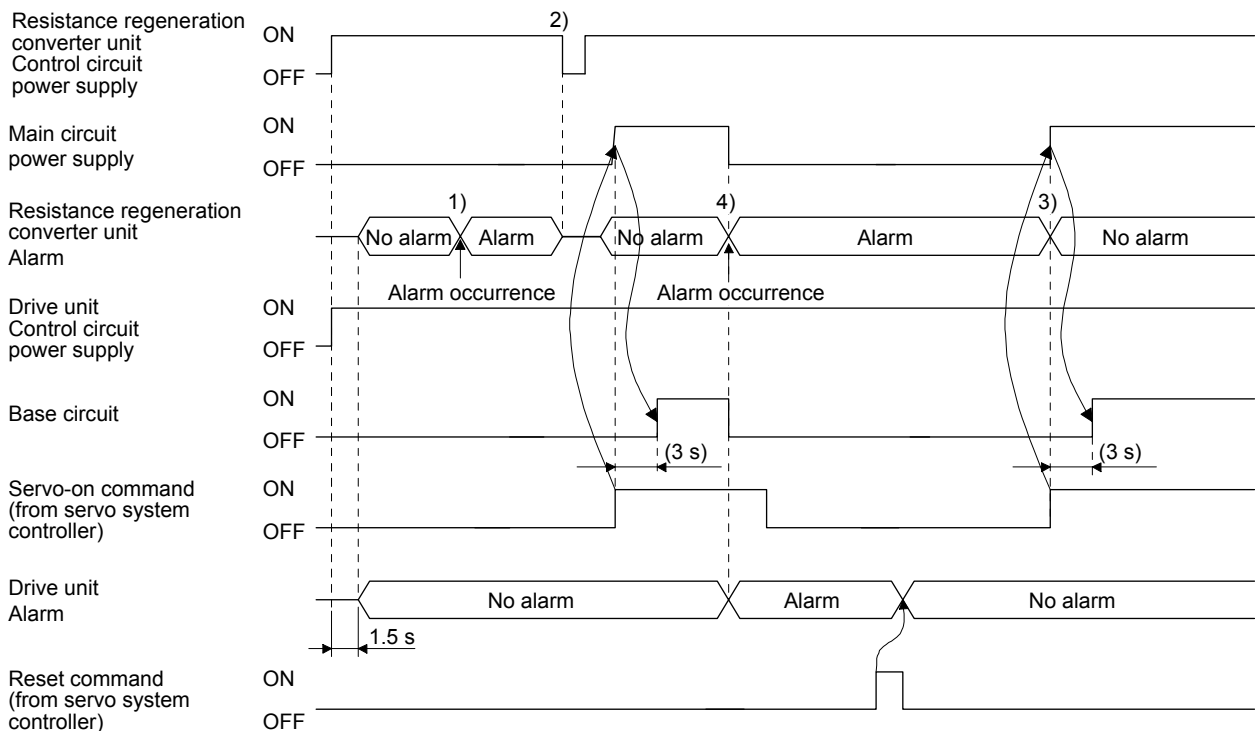 Resistance regeneration
converter unit
Control circuit
power supply
ON
OFF
2)
Main circuit
power supply
ON
OFF
Resistance regeneration
converter unit
Alarm
No alarm
1)
Alarm
No alarm
4)
Alarm
3)
No alarm
Alarm occurrence
Alarm occurrence
Drive unit
Control circuit
power supply
ON
OFF
Base circuit
ON
OFF
(3 s)
(3 s)
Servo-on command
(from servo system
controller)
ON
OFF
Drive unit
Alarm
No alarm
Alarm
No alarm
1.5 s
Reset command
(from servo system
controller)
ON
OFF